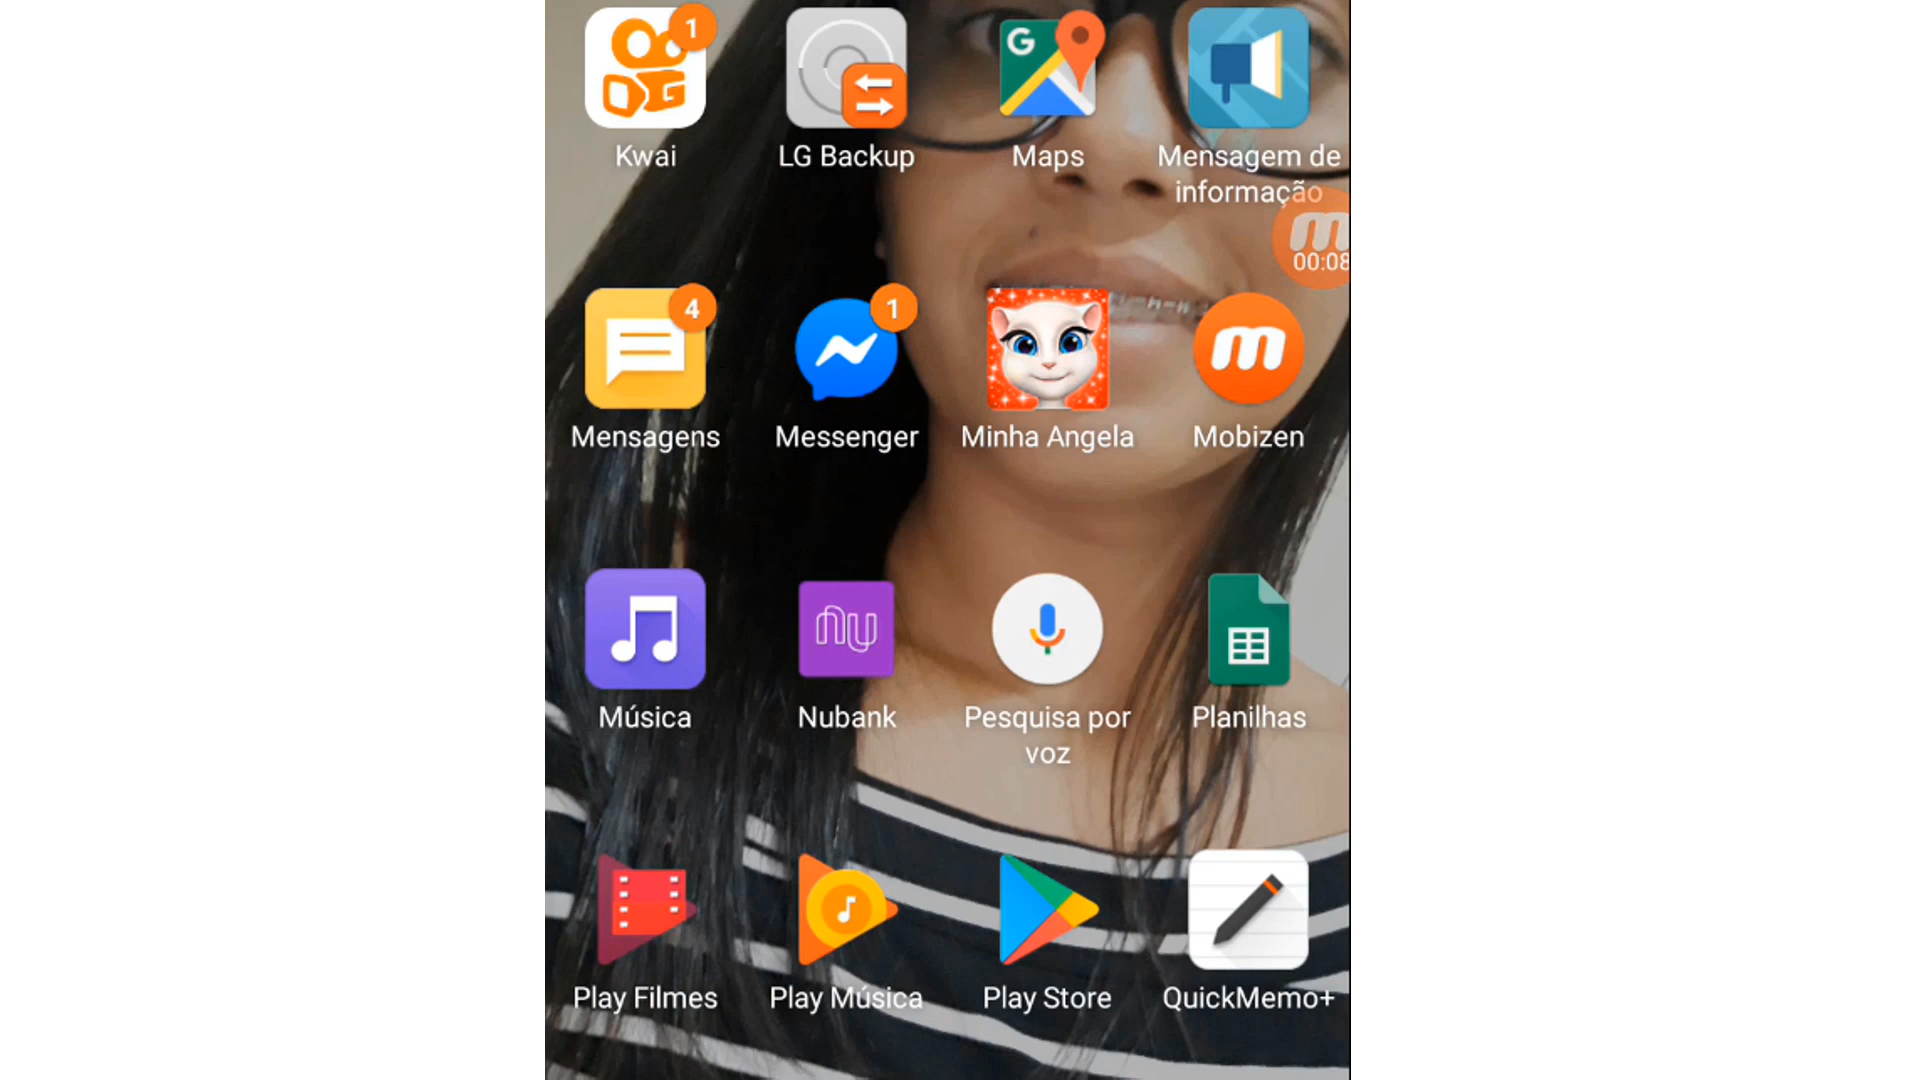 1
G
Kwai
LG Backup
Maps
Mensagem de
informação
m
00:08
4
1
m
Mensagens
Messenger
Minha Angela
Mobizen
nu
Música
Nubank
Pesquisa por
voz
Planilhas
Play Filmes
Play Música
Play Store
QuickMemo+